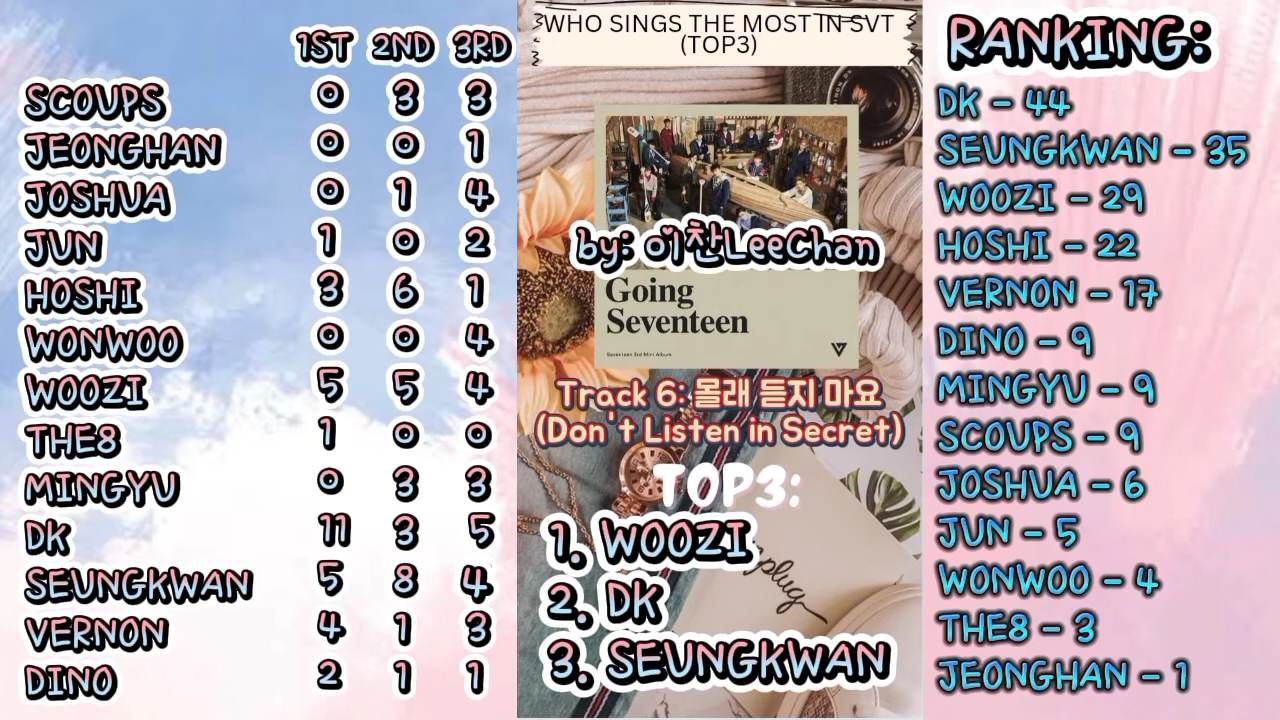 1ST 2ND 3RD
SCOUPS 0 3 3
JEONGHAN 0 0 1
JOSHUA 0 1 4
JUN 1 0 2
HOSHI 3 6 1
WONWOO 0 0 4
WOOZI 5 5 4
THE8 1 0 0
MINGYU 0 3 3
DK 11 3 5
SEUNGKWAN 5 8 4
VERNON 4 1 3
DINO 2 1 1
WHO SINGS THE MOST IN SVT
(TOP3)
by: 이찬LeeChan
Going
Seventeen
Seventeen 3rd Mini Album
Track 6: 몰래 듣지 마요
(Don't Listen in Secret)
TOP3:
1. WOOZI
2. DK
3. SEUNGKWAN
RANKING:
DK - 44
SEUNGKWAN - 35
WOOZI - 29
HOSHI - 22
VERNON - 17
DINO - 9
MINGYU - 9
SCOUPS - 9
JOSHUA - 6
JUN - 5
WONWOO - 4
THE8 - 3
JEONGHAN - 1